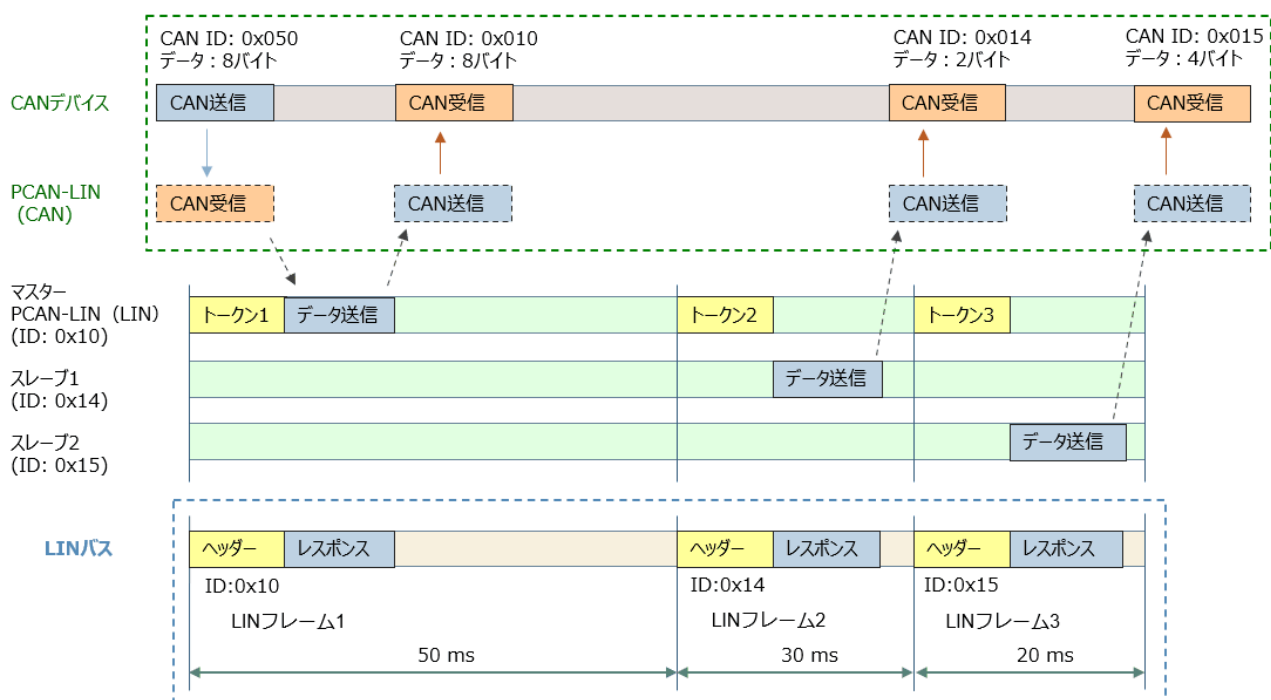 CAN ID: 0x050
データ：8バイト
CAN ID: 0x010
データ：8バイト
CAN ID: 0x014
データ：2バイト
CAN ID: 0x015
データ：4バイト
CANデバイス
CAN送信
CAN受信
CAN受信
CAN受信
PCAN-LIN
（CAN）
CAN受信
CAN送信
CAN送信
CAN送信
マスター
PCAN-LIN（LIN）
(ID: 0x10)
トークン1
データ送信
トークン2
トークン3
スレーブ1
(ID: 0x14)
データ送信
スレーブ2
(ID: 0x15)
データ送信
LINバス
ヘッダー
レスポンス
ヘッダー
レスポンス
ヘッダー
レスポンス
ID:0x10
ID:0x14
ID:0x15
LINフレーム1
LINフレーム2
LINフレーム3
50 ms
30 ms
20 ms